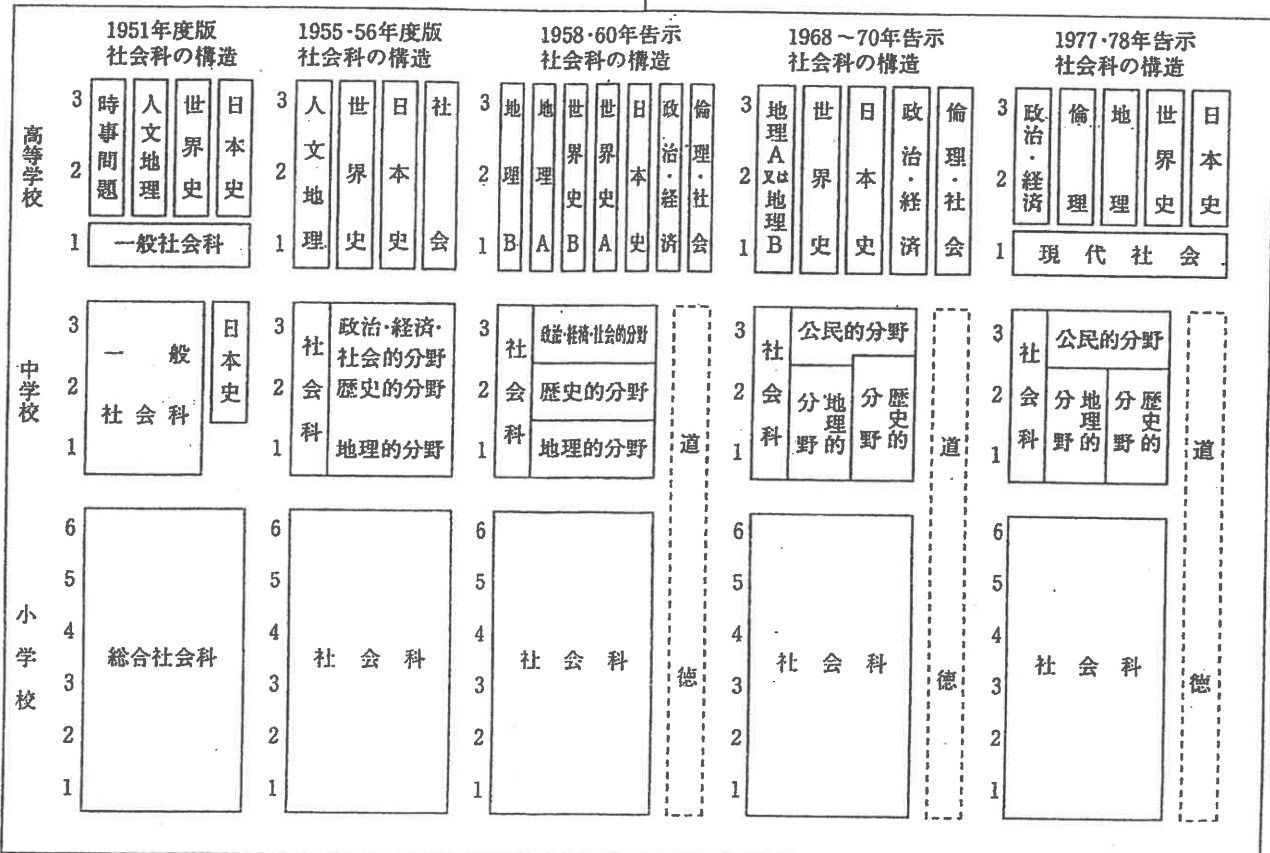 1951年度版
社会科の構造
1955・56年度版
社会科の構造
1958・60年告示
社会科の構造
1968～70年告示
社会科の構造
1977・78年告示
社会科の構造
高等学校
3
2
1
時事問題
人文地理
世界史
日本史
一般社会科
3
2
1
人文地理
世界史
日本史
社会
3
2
1
地理B
地理A
世界史B
世界史A
日本史
政治・経済
倫理・社会
3
2
1
地理A又は地理B
世界史
日本史
政治・経済
倫理・社会
3
2
1
政治・経済
倫理
地理
世界史
日本史
現代社会
中学校
3
2
1
一般
社会科
日本史
3
2
1
社会科
政治・経済・
社会的分野
歴史的分野
地理的分野
3
2
1
社会科
政治・経済・社会的分野
歴史的分野
地理的分野
道徳
3
2
1
社会科
公民的分野
地理的
分野
歴史的
分野
道徳
3
2
1
社会科
公民的分野
地理的
分野
歴史的
分野
道徳
小学校
6
5
4
3
2
1
総合社会科
6
5
4
3
2
1
社会科
6
5
4
3
2
1
社会科
6
5
4
3
2
1
社会科
6
5
4
3
2
1
社会科